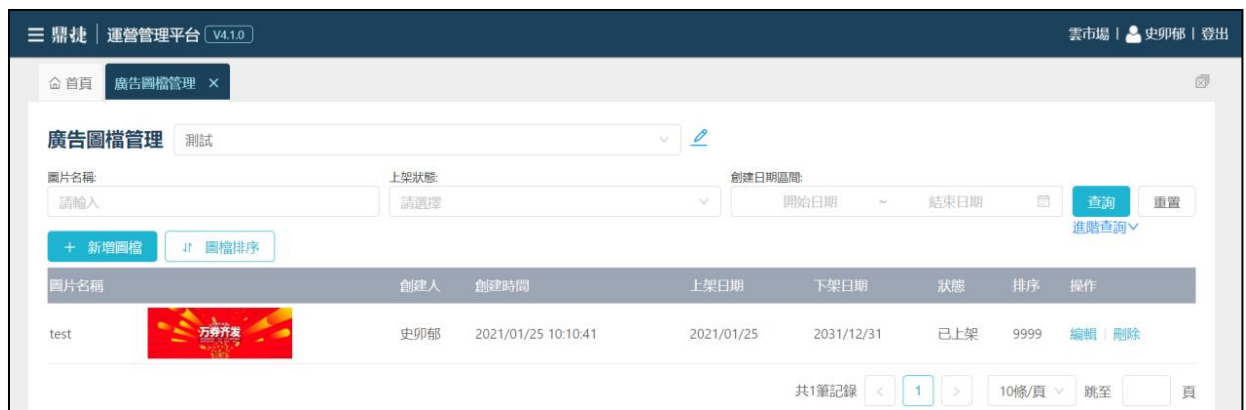 鼎捷 | 運營管理平台 V4.1.0 雲市場 | 史卯郁 | 登出
首頁 廣告圖檔管理 ×
廣告圖檔管理 測試
圖片名稱: 上架狀態: 創建日期區間:
請輸入 請選擇 開始日期 ~ 結束日期 查詢 重置
進階查詢
+ 新增圖檔 圖檔排序
圖片名稱 創建人 創建時間 上架日期 下架日期 狀態 排序 操作
test 万券齐发 史卯郁 2021/01/25 10:10:41 2021/01/25 2031/12/31 已上架 9999 編輯 | 刪除
共1筆記錄 < 1 > 10條/頁 跳至 頁